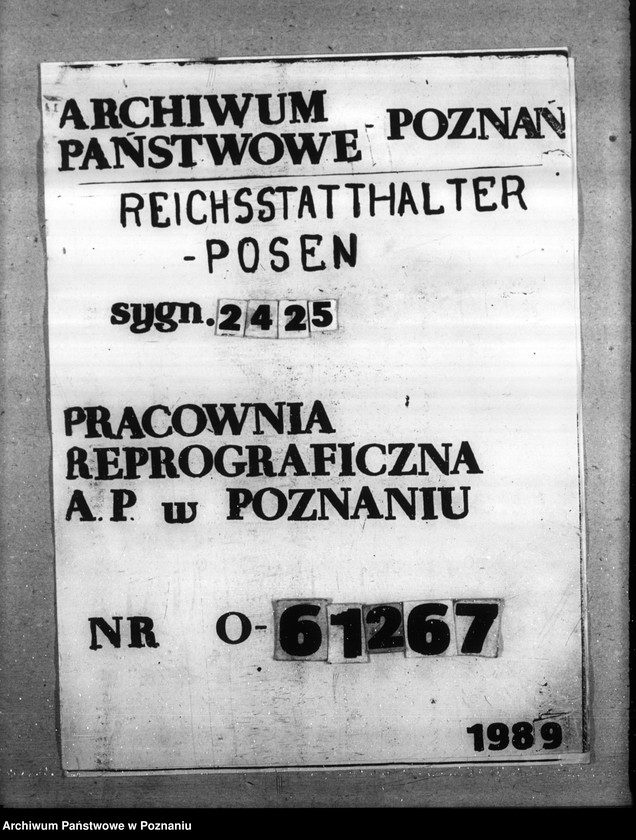 ARCHIWUM
PAŃSTWOWE - POZNAŃ
REICHSSTATTHALTER
-POSEN
sygn. 2425
PRACOWNIA
REPROGRAFICZNA
A.P. w POZNANIU
NR O-61267
1989
Archiwum Państwowe w Poznaniu